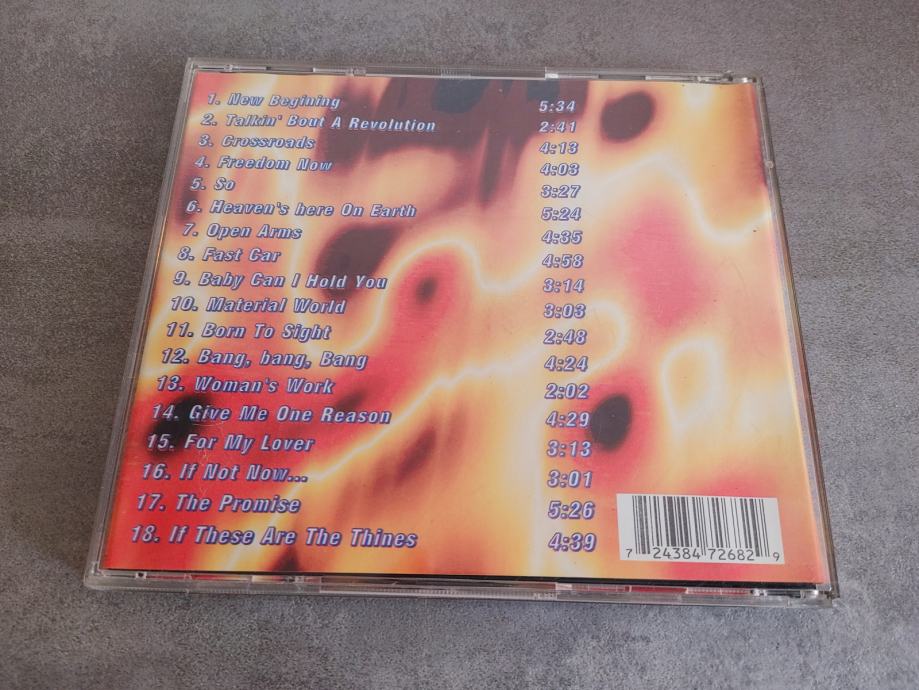 1. New Begining 5:34
2. Talkin' Bout A Revolution 2:41
3. Crossroads 4:13
4. Freedom Now 4:03
5. So 3:27
6. Heaven's here On Earth 5:24
7. Open Arms 4:35
8. Fast Car 4:58
9. Baby Can I Hold You 3:14
10. Material World 3:03
11. Born To Sight 2:48
12. Bang, bang, Bang 4:24
13. Woman's Work 2:02
14. Give Me One Reason 4:29
15. For My Lover 3:13
16. If Not Now... 3:01
17. The Promise 5:26
18. If These Are The Thines 4:39
7 24384 72682 9